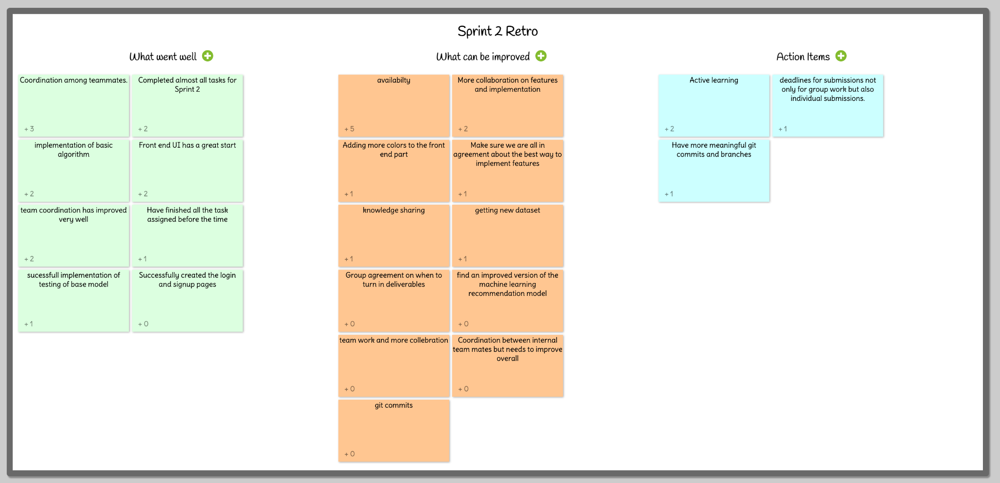 Sprint 2 Retro
What went well
Coordination among teammates.
+ 3
Completed almost all tasks for
Sprint 2
+ 2
implementation of basic
algorithm
+ 2
Front end UI has a great start
+ 2
team coordination has improved
very well
+ 2
Have finished all the task
assigned before the time
+ 1
sucessfull implementation of
testing of base model
+ 1
Successfully created the login
and signup pages
+ 0
What can be improved
availabilty
+ 5
More collaboration on features
and implementation
+ 2
Adding more colors to the front
end part
+ 1
Make sure we are all in
agreement about the best way to
implement features
+ 1
knowledge sharing
+ 1
getting new dataset
+ 1
Group agreement on when to
turn in deliverables
+ 0
find an improved version of the
machine learning
recommendation model
+ 0
team work and more collebration
+ 0
Coordination between internal
team mates but needs to improve
overall
+ 0
git commits
+ 0
Action Items
Active learning
+ 2
deadlines for submissions not
only for group work but also
individual submissions.
+ 1
Have more meaningful git
commits and branches
+ 1